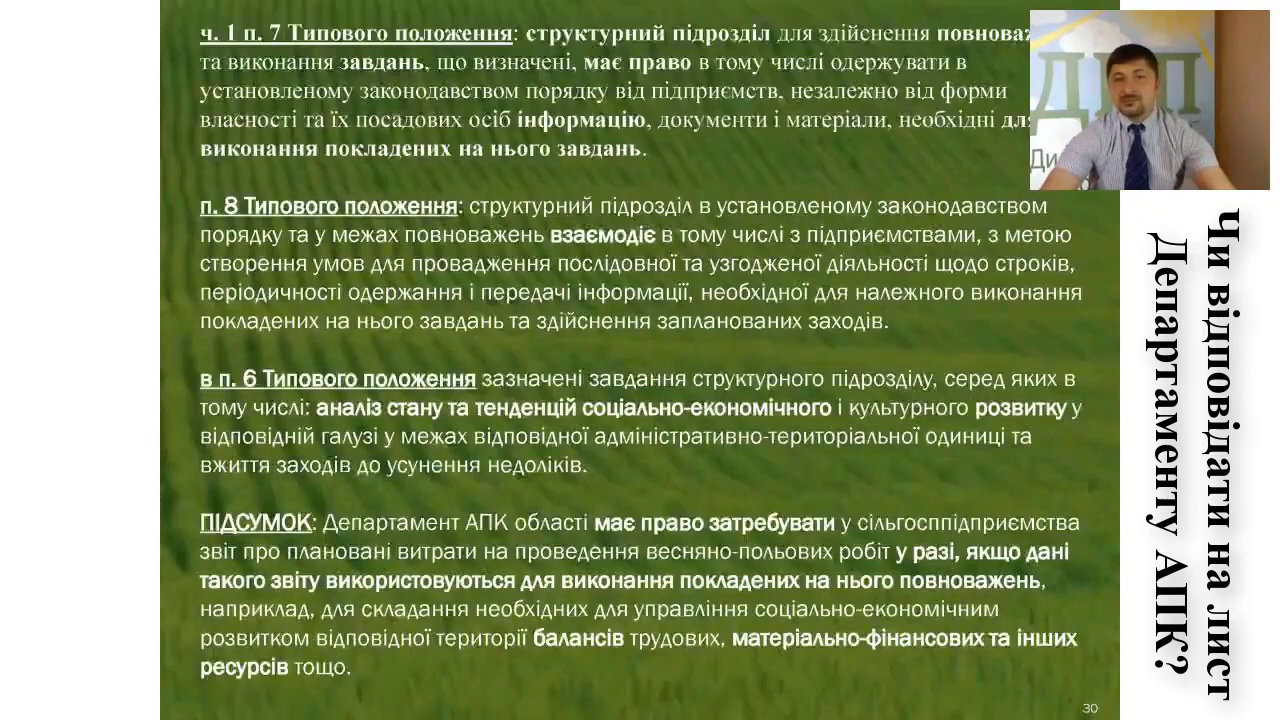 ч. 1 п. 7 Типового положення: структурний підрозділ для здійснення
та виконання завдань, що визначені, має право в тому числі одержувати в
установленому законодавством порядку від підприємств, незалежно від форми
власності та їх посадових осіб інформацію, документи і матеріали, необхідні для
виконання покладених на нього завдань.
п. 8 Типового положення: структурний підрозділ в установленому законодавством
порядку та у межах повноважень взаємодіє в тому числі з підприємствами, з метою
створення умов для провадження послідовної та узгодженої діяльності щодо строків,
періодичності одержання і передачі інформації, необхідної для належного виконання
покладених на нього завдань та здійснення запланованих заходів.
в п. 6 Типового положення зазначені завдання структурного підрозділу, серед яких в
тому числі: аналіз стану та тенденцій соціально-економічного і культурного розвитку у
відповідній галузі у межах відповідної адміністративно-територіальної одиниці та
вжиття заходів до усунення недоліків.
ПІДСУМОК: Департамент АПК області має право затребувати у сільгосппідприємства
звіт про плановані витрати на проведення весняно-польових робіт у разі, якщо дані
такого звіту використовуються для виконання покладених на нього повноважень,
наприклад, для складання необхідних для управління соціально-економічним
розвитком відповідної території балансів трудових, матеріально-фінансових та інших
ресурсів тощо.
30
Чи відповідати на лист
Департаменту АПК?